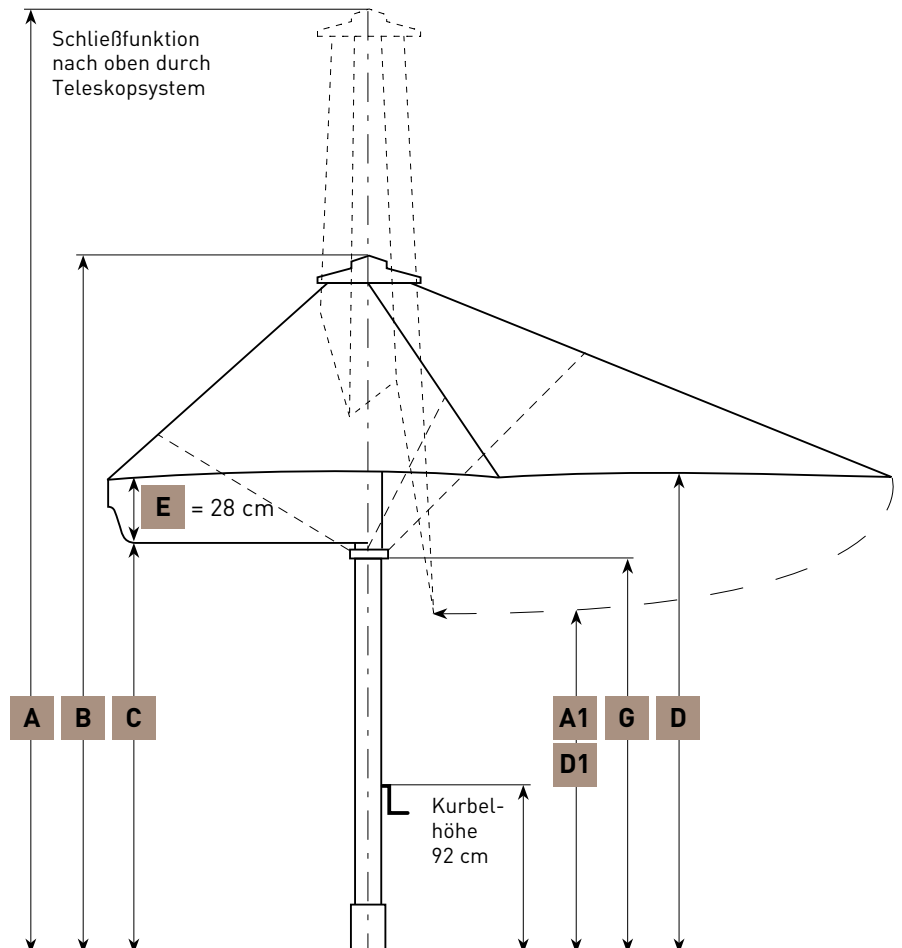 Schließfunktion
nach oben durch
Teleskopsystem
E = 28 cm
A B C A1 G D
D1
Kurbel-
höhe
92 cm